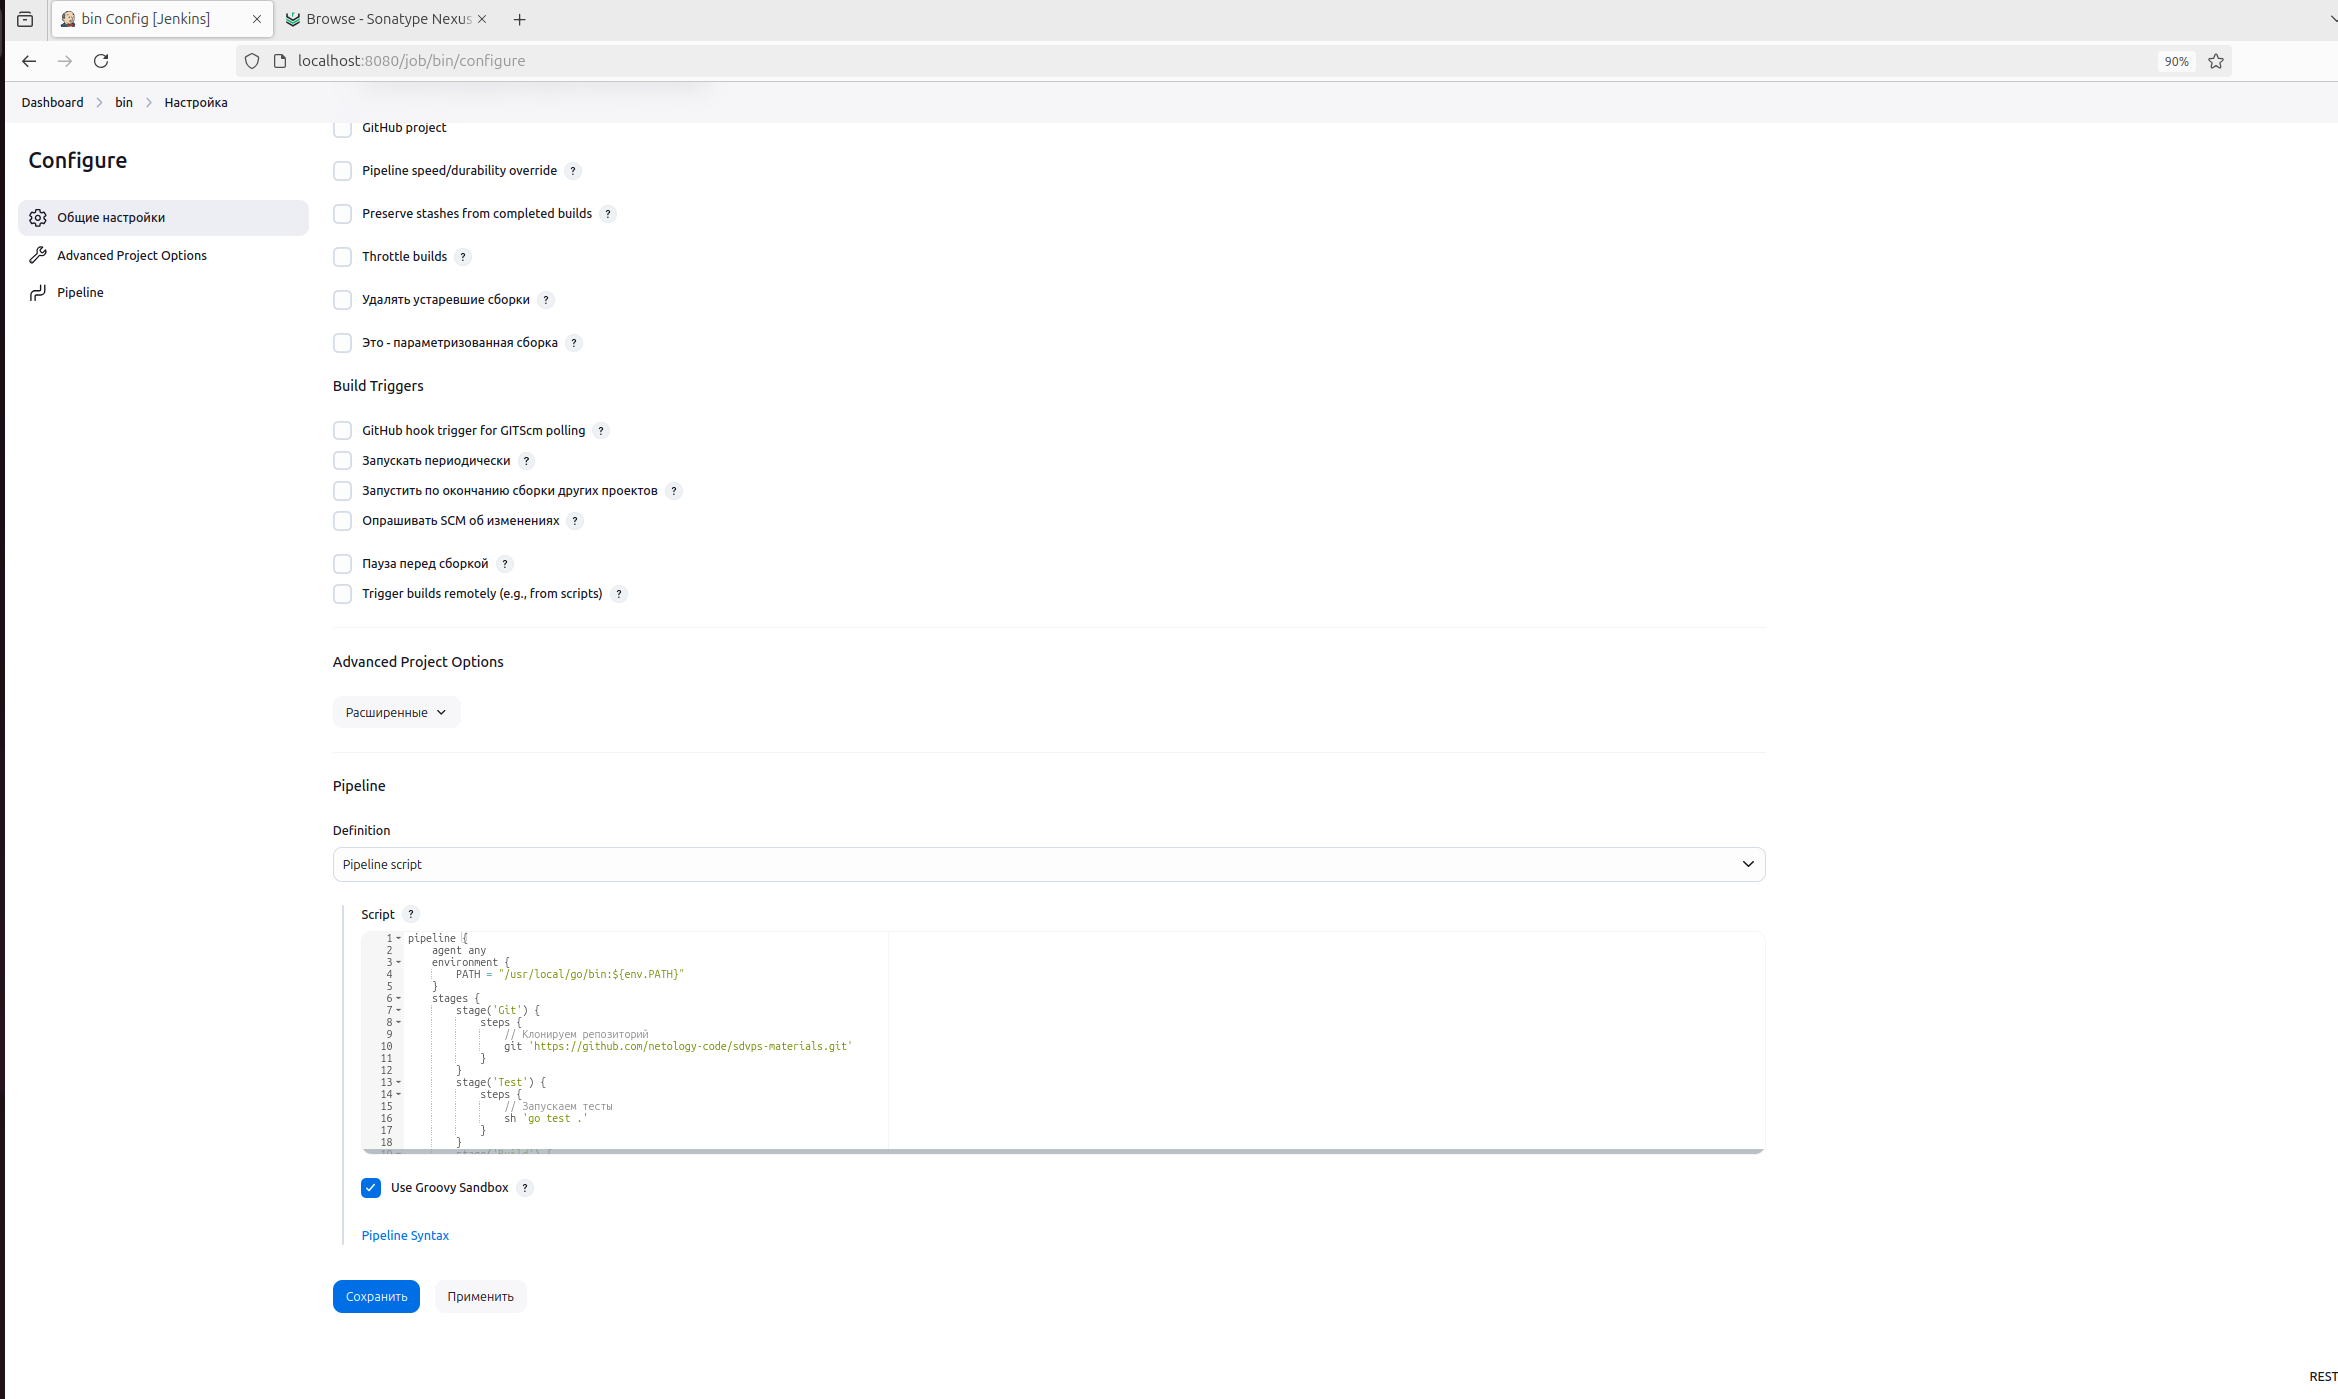 bin Config [Jenkins]
Browse - Sonatype Nexus
localhost:8080/job/bin/configure
90%
Dashboard
bin
Настройка
Configure
Общие настройки
Advanced Project Options
Pipeline
GitHub project
Pipeline speed/durability override ?
Preserve stashes from completed builds ?
Throttle builds ?
Удалять устаревшие сборки ?
Это - параметризованная сборка ?
Build Triggers
GitHub hook trigger for GITScm polling ?
Запускать периодически ?
Запустить по окончанию сборки других проектов ?
Опрашивать SCM об изменениях ?
Пауза перед сборкой ?
Trigger builds remotely (e.g., from scripts) ?
Advanced Project Options
Расширенные
Pipeline
Definition
Pipeline script
Script ?
1 pipeline {
2 agent any
3 environment {
4 PATH = "/usr/local/go/bin:${env.PATH}"
5 }
6 stages {
7 stage('Git') {
8 steps {
9 // Клонируем репозиторий
10 git 'https://github.com/netology-code/sdvps-materials.git'
11 }
12 }
13 stage('Test') {
14 steps {
15 // Запускаем тесты
16 sh 'go test .'
17 }
18 }
19 stage('Build') {
Use Groovy Sandbox ?
Pipeline Syntax
Сохранить
Применить
REST